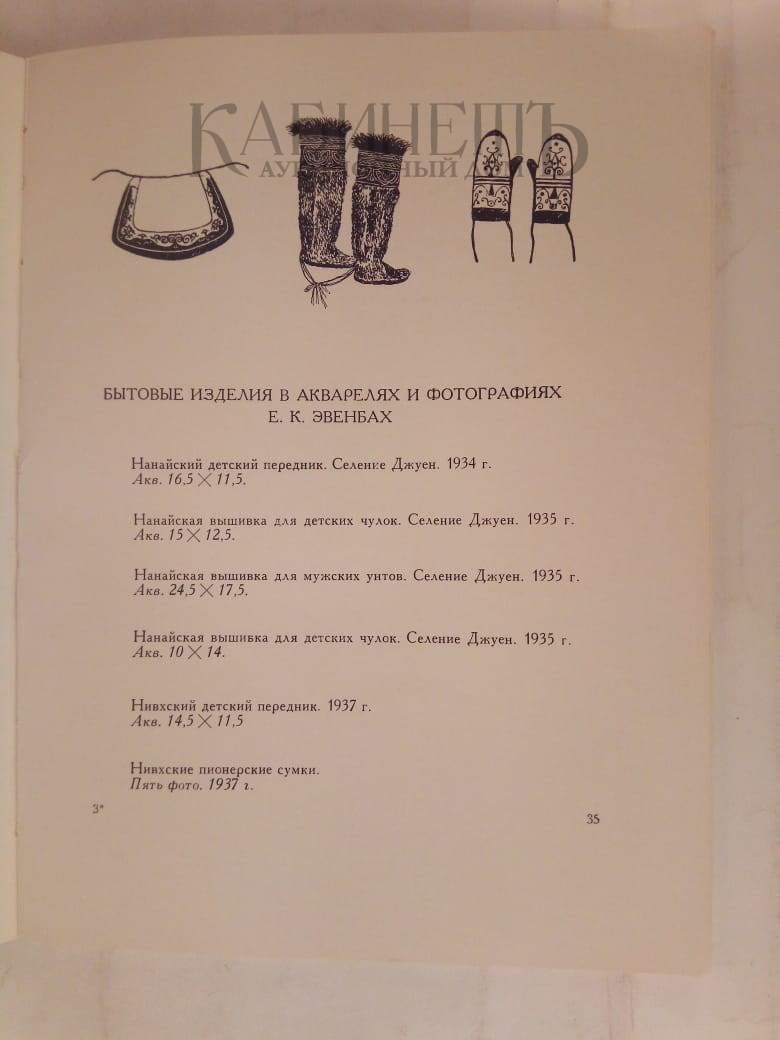 КАБИНЕТЪ
АУКЦИОННЫЙ ДОМ
БЫТОВЫЕ ИЗДЕЛИЯ В АКВАРЕЛЯХ И ФОТОГРАФИЯХ
Е. К. ЭВЕНБАХ
Нанайский детский передник. Селение Джуен. 1934 г.
Акв. 16,5 × 11,5.
Нанайская вышивка для детских чулок. Селение Джуен. 1935 г.
Акв. 15 × 12,5.
Нанайская вышивка для мужских унтов. Селение Джуен. 1935 г.
Акв. 24,5 × 17,5.
Нанайская вышивка для детских чулок. Селение Джуен. 1935 г.
Акв. 10 × 14.
Нивхский детский передник. 1937 г.
Акв. 14,5 × 11,5
Нивхские пионерские сумки.
Пять фото. 1937 г.
3*
35